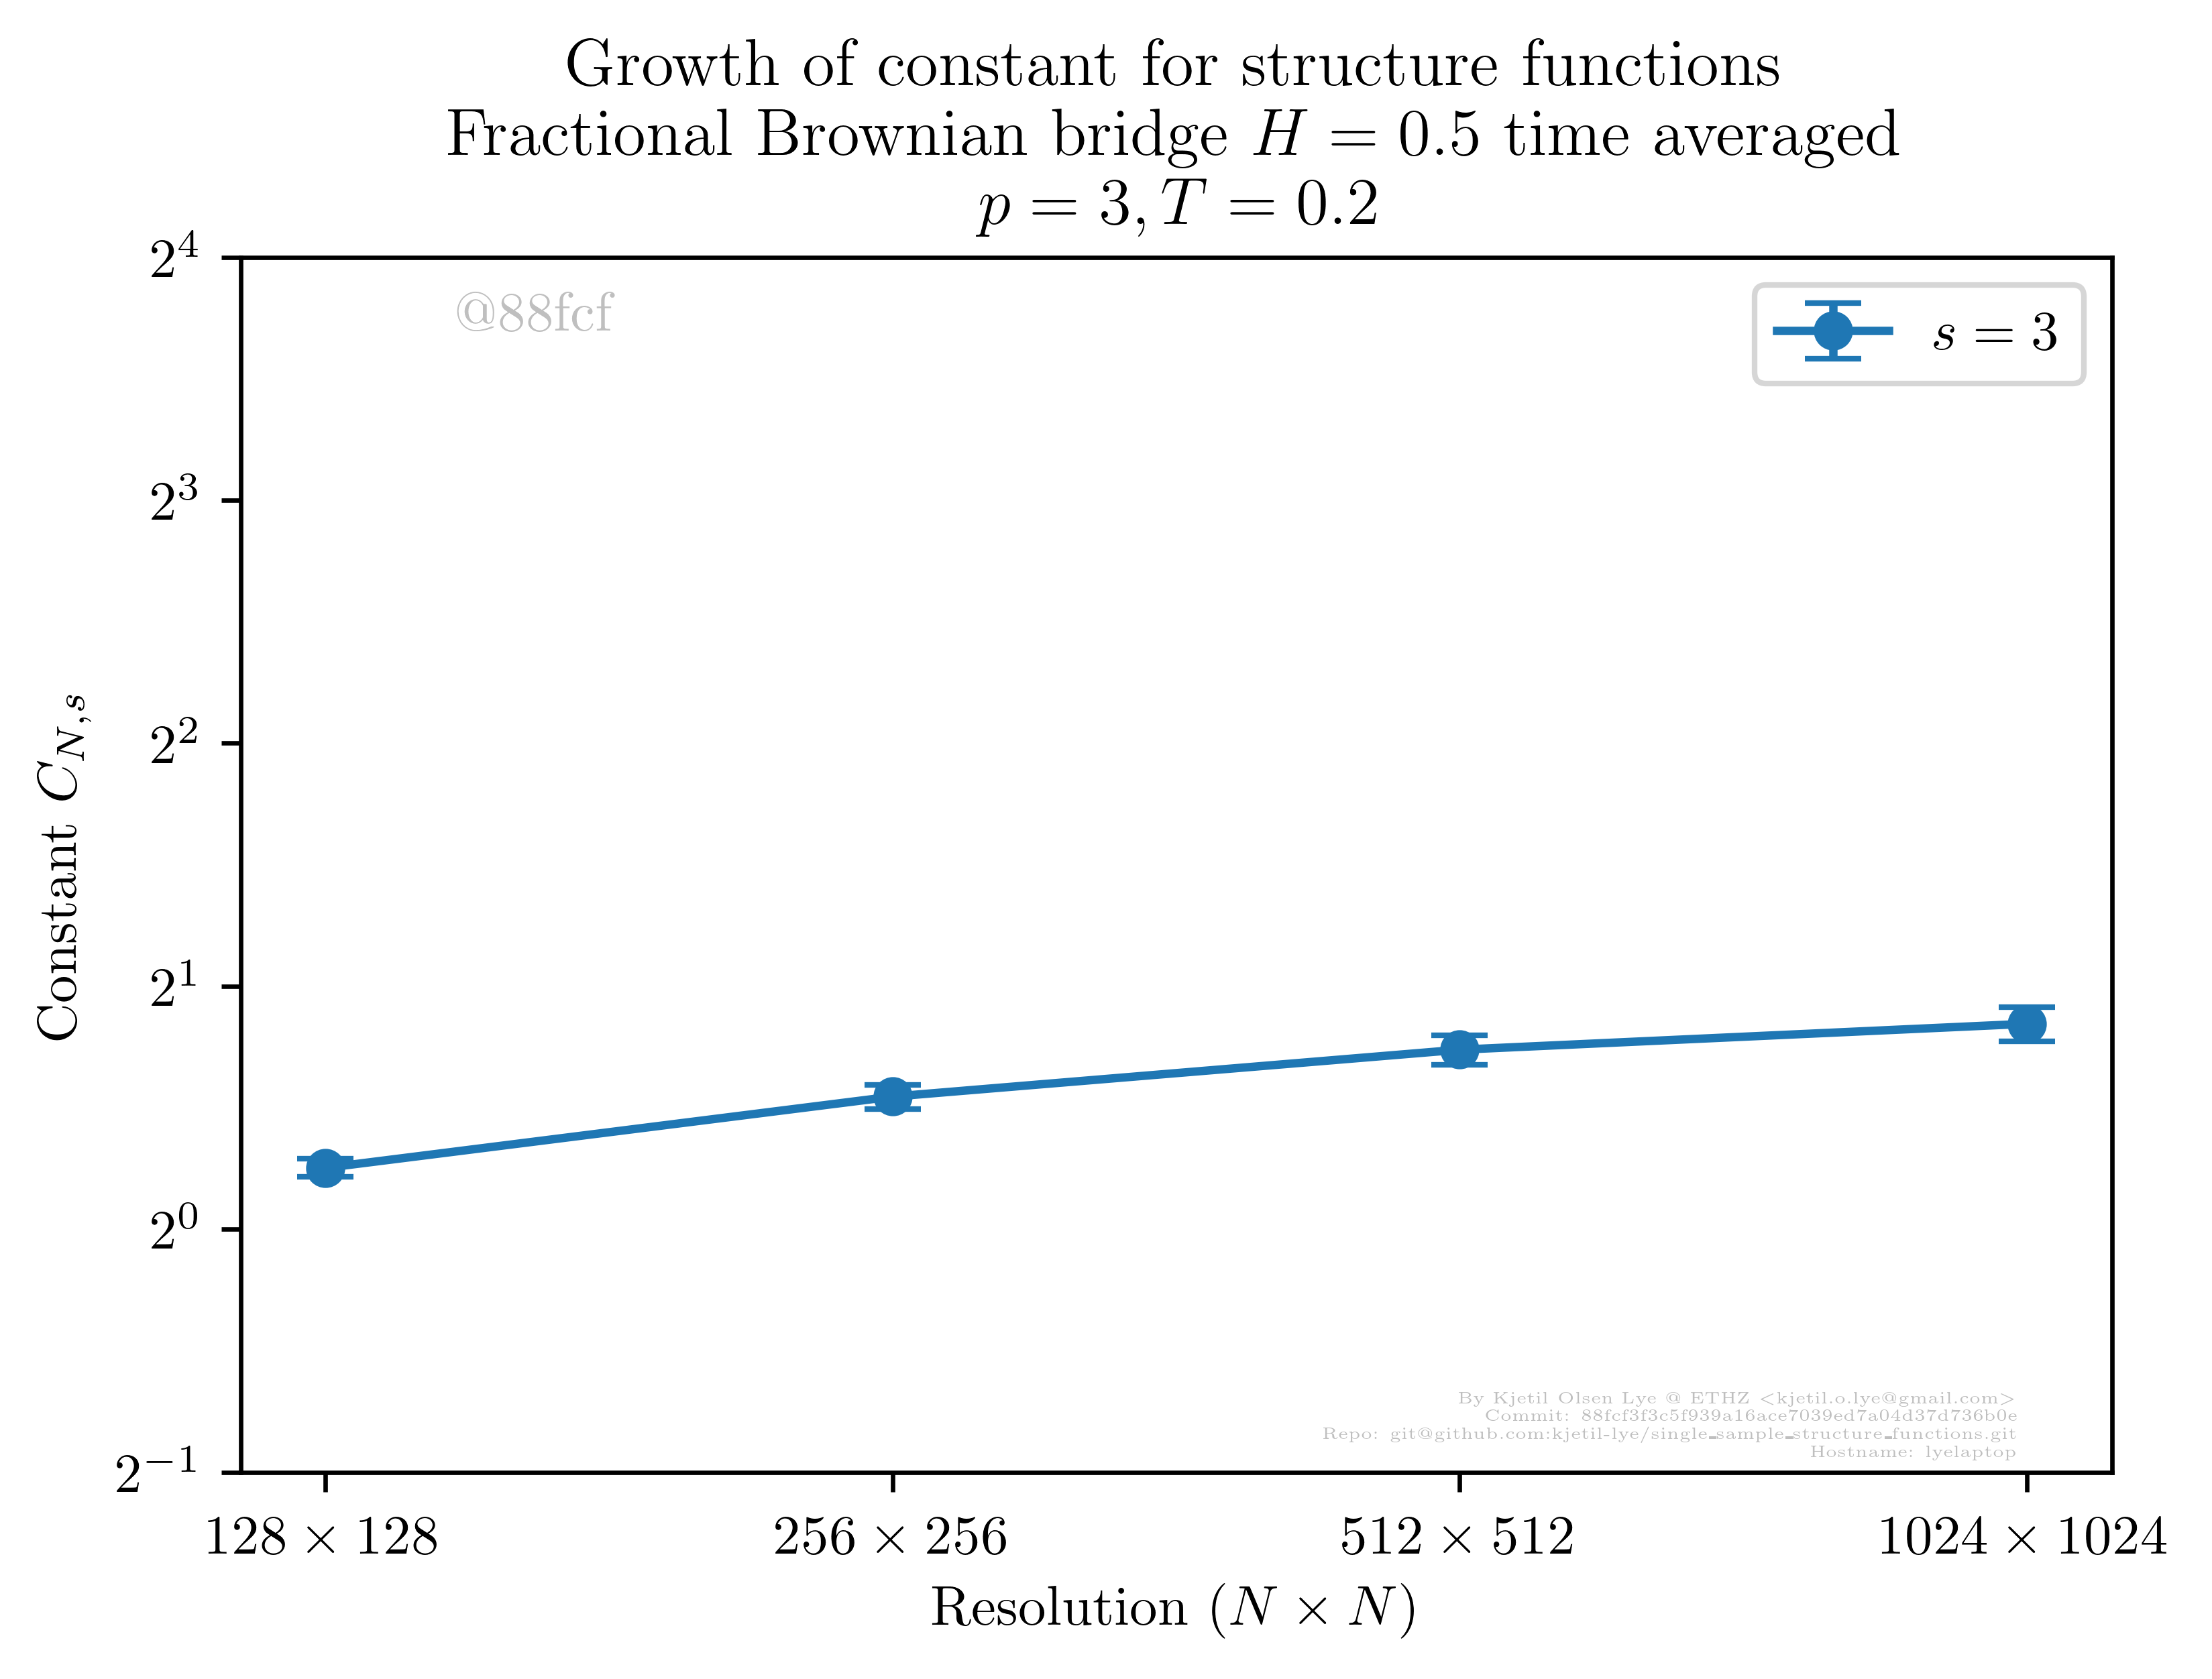 Growth of constant for structure functions
Fractional Brownian bridge H = 0.5 time averaged
p = 3, T = 0.2
2^4
@88fcf
s = 3
2^3
2^2
2^1
2^0
2^{-1}
Constant C_{N,s}
By Kjetil Olsen Lye @ ETHZ <kjetil.o.lye@gmail.com>
Commit: 88fcf3f3c5f939a16ace7039ed7a04d37d736b0e
Repo: git@github.com:kjetil-lye/single_sample_structure_functions.git
Hostname: lyelaptop
128 × 128 256 × 256 512 × 512 1024 × 1024
Resolution (N × N)